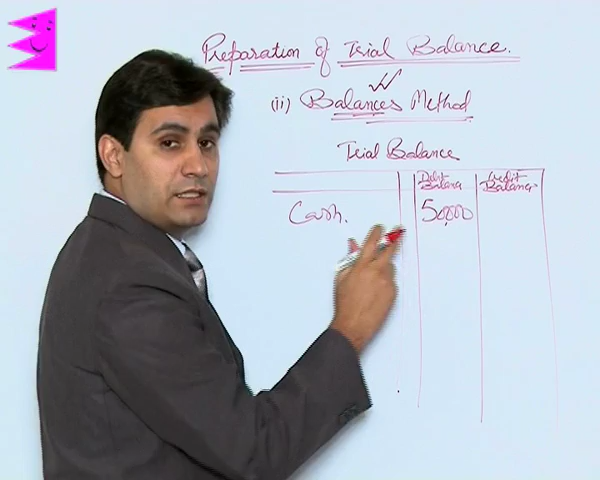 Preparation of Trial Balance.
(ii) Balances Method
Trial Balance
Debit Balance Credit Balance
Cash. 50,000